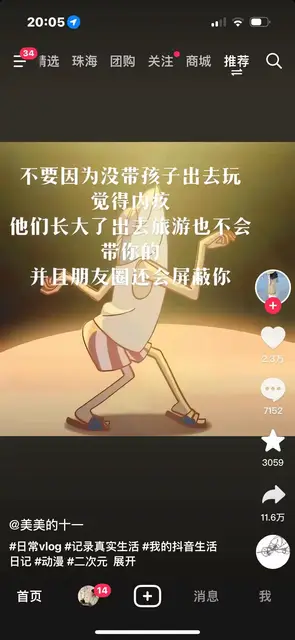 20:05
34
精选 珠海 团购 关注 商城 推荐
不要因为没带孩子出去玩
觉得内疚
他们长大了出去旅游也不会
带你的
并且朋友圈还会屏蔽你
2.3万
7152
3059
11.6万
@美美的十一
#日常vlog #记录真实生活 #我的抖音生活
日记 #动漫 #二次元 展开
首页 14 消息 我